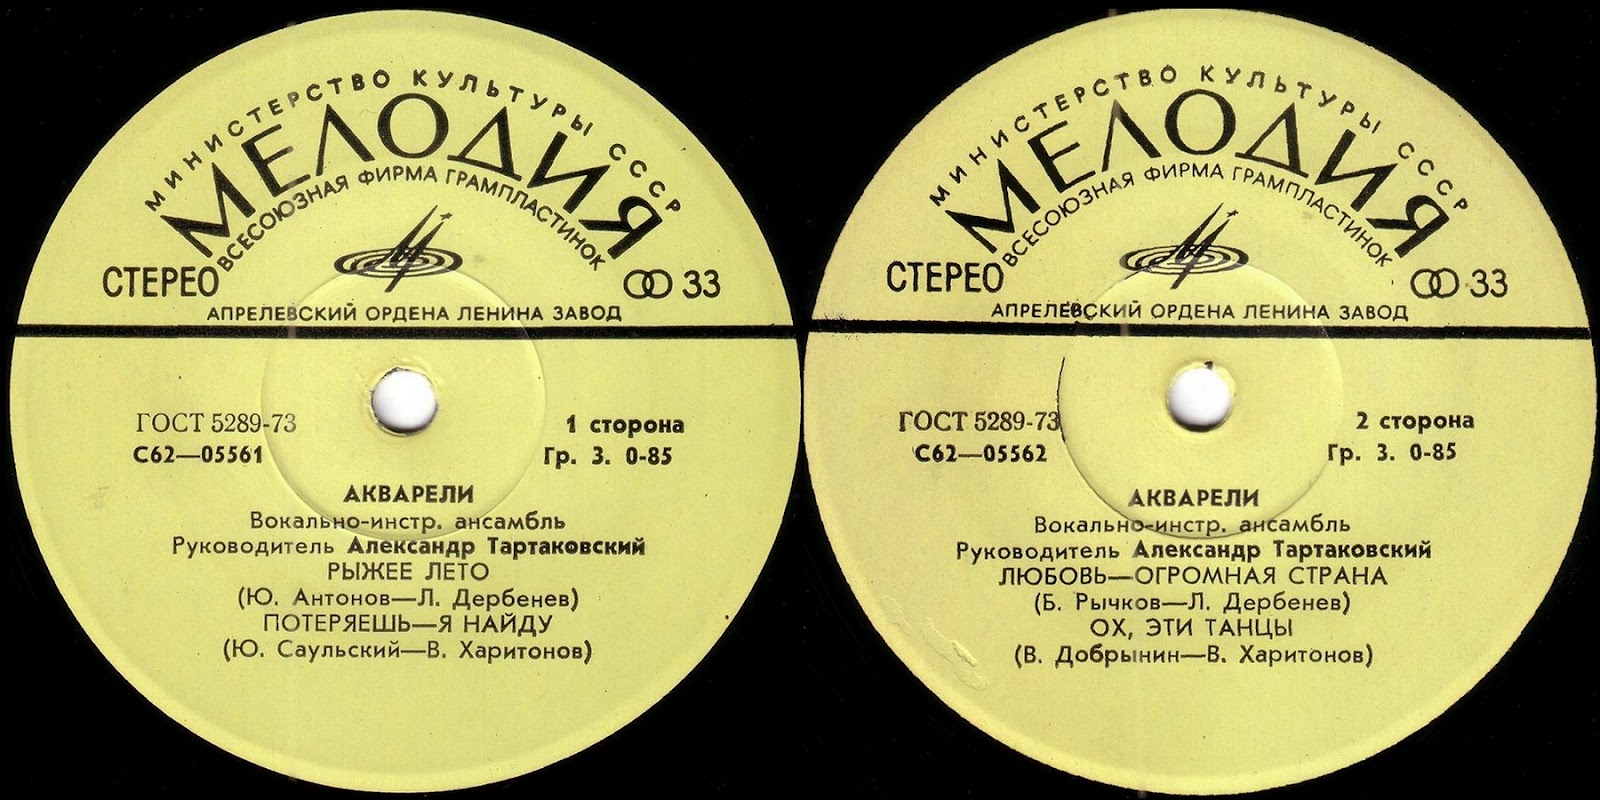 МИНИСТЕРСТВО КУЛЬТУРЫ СССР
МЕЛОДИЯ
ВСЕСОЮЗНАЯ ФИРМА ГРАМПЛАСТИНОК
СТЕРЕО 33
АПРЕЛЕВСКИЙ ОРДЕНА ЛЕНИНА ЗАВОД
ГОСТ 5289-73 1 сторона
С62—05561 Гр. 3. 0-85
АКВАРЕЛИ
Вокально-инстр. ансамбль
Руководитель Александр Тартаковский
РЫЖЕЕ ЛЕТО
(Ю. Антонов—Л. Дербенев)
ПОТЕРЯЕШЬ—Я НАЙДУ
(Ю. Саульский—В. Харитонов)
МИНИСТЕРСТВО КУЛЬТУРЫ СССР
МЕЛОДИЯ
ВСЕСОЮЗНАЯ ФИРМА ГРАМПЛАСТИНОК
СТЕРЕО 33
АПРЕЛЕВСКИЙ ОРДЕНА ЛЕНИНА ЗАВОД
ГОСТ 5289-73 2 сторона
С62—05562 Гр. 3. 0-85
АКВАРЕЛИ
Вокально-инстр. ансамбль
Руководитель Александр Тартаковский
ЛЮБОВЬ—ОГРОМНАЯ СТРАНА
(Б. Рычков—Л. Дербенев)
ОХ, ЭТИ ТАНЦЫ
(В. Добрынин—В. Харитонов)